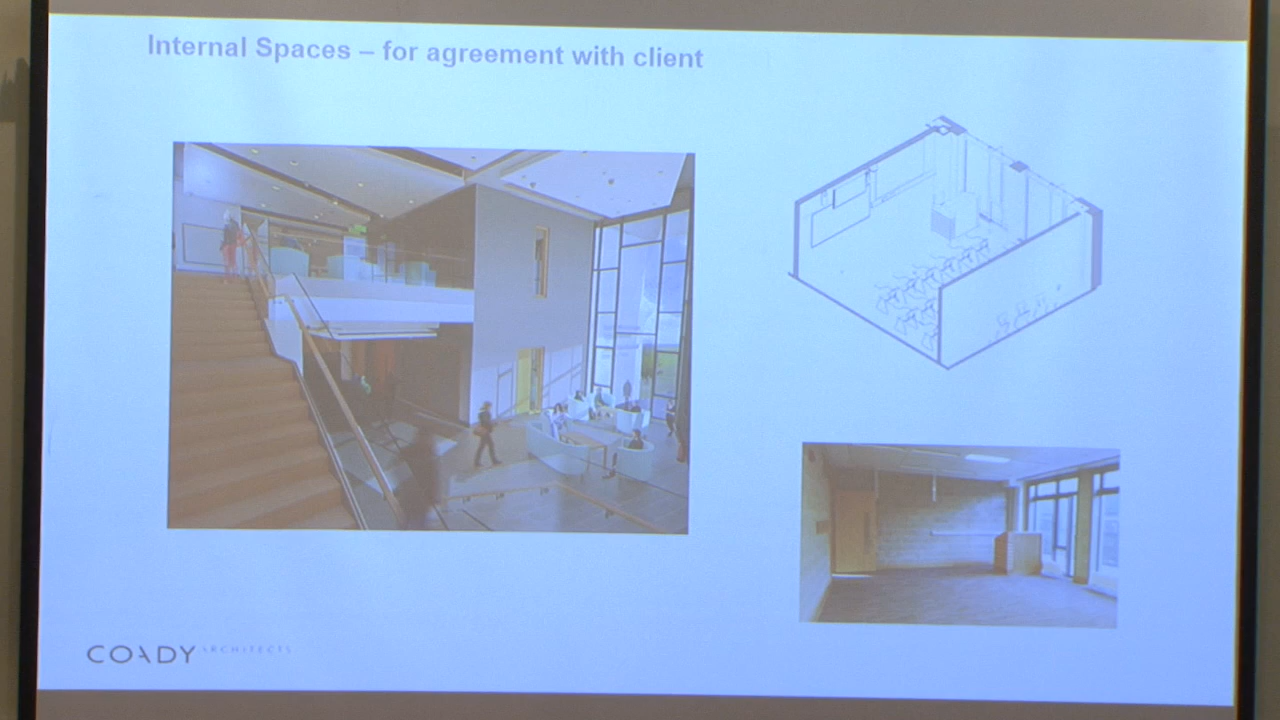 Internal Spaces – for agreement with client
COADY ARCHITECTS